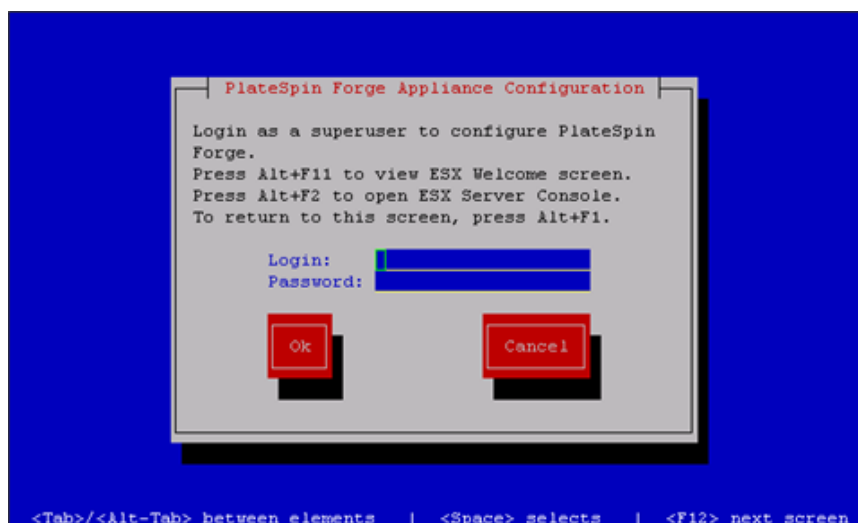 PlateSpin Forge Appliance Configuration
Login as a superuser to configure PlateSpin
Forge.
Press Alt+F11 to view ESX Welcome screen.
Press Alt+F2 to open ESX Server Console.
To return to this screen, press Alt+F1.
Login:
Password:
Ok Cancel
<Tab>/<Alt-Tab> between elements | <Space> selects | <F12> next screen